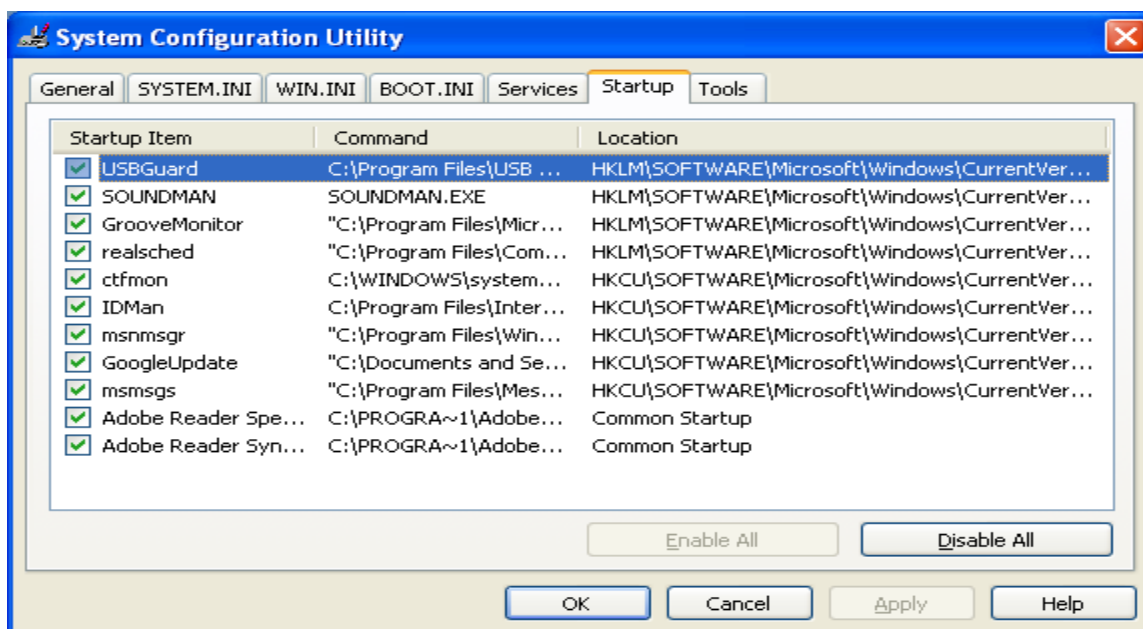 System Configuration Utility
General SYSTEM.INI WIN.INI BOOT.INI Services Startup Tools
Startup Item Command Location
USBGuard C:\Program Files\USB ... HKLM\SOFTWARE\Microsoft\Windows\CurrentVer...
SOUNDMAN SOUNDMAN.EXE HKLM\SOFTWARE\Microsoft\Windows\CurrentVer...
GrooveMonitor "C:\Program Files\Micr... HKLM\SOFTWARE\Microsoft\Windows\CurrentVer...
realsched "C:\Program Files\Com... HKLM\SOFTWARE\Microsoft\Windows\CurrentVer...
ctfmon C:\WINDOWS\system... HKCU\SOFTWARE\Microsoft\Windows\CurrentVer...
IDMan C:\Program Files\Inter... HKCU\SOFTWARE\Microsoft\Windows\CurrentVer...
msnmsgr "C:\Program Files\Win... HKCU\SOFTWARE\Microsoft\Windows\CurrentVer...
GoogleUpdate "C:\Documents and Se... HKCU\SOFTWARE\Microsoft\Windows\CurrentVer...
msmsgs "C:\Program Files\Mes... HKCU\SOFTWARE\Microsoft\Windows\CurrentVer...
Adobe Reader Spe... C:\PROGRA~1\Adobe... Common Startup
Adobe Reader Syn... C:\PROGRA~1\Adobe... Common Startup
Enable All Disable All
OK Cancel Apply Help